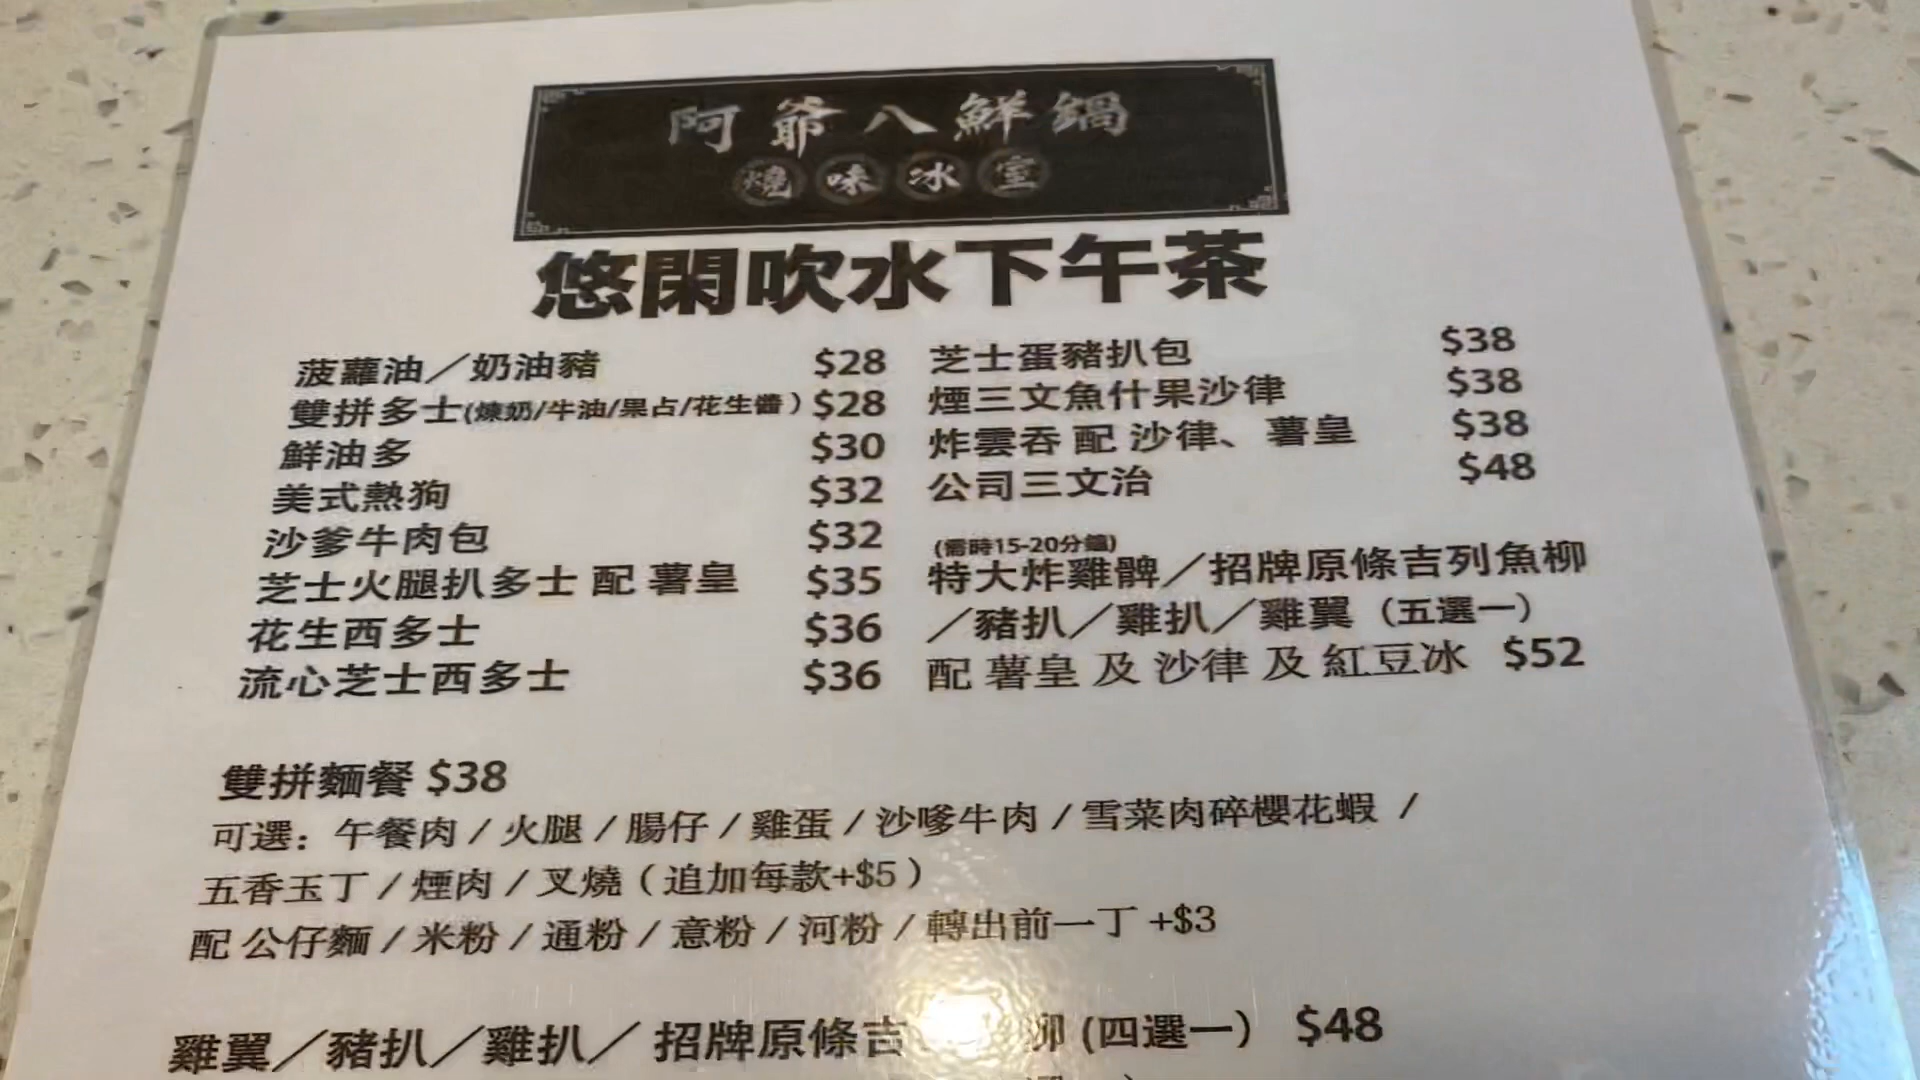 阿爺八鮮鍋
燒味冰室
悠閑吹水下午茶
菠蘿油／奶油豬 $28
雙拼多士(煉奶/牛油/果占/花生醬) $28
鮮油多 $30
美式熱狗 $32
沙爹牛肉包 $32
芝士火腿扒多士 配 薯皇 $35
花生西多士 $36
流心芝士西多士 $36
芝士蛋豬扒包 $38
煙三文魚什果沙律 $38
炸雲吞 配 沙律、薯皇 $38
公司三文治 $48
(需時15-20分鐘)
特大炸雞髀／招牌原條吉列魚柳
／豬扒／雞扒／雞翼（五選一）
配 薯皇 及 沙律 及 紅豆冰 $52
雙拼麵餐 $38
可選：午餐肉 / 火腿 / 腸仔 / 雞蛋 / 沙嗲牛肉 / 雪菜肉碎櫻花蝦 /
五香玉丁 / 煙肉 / 叉燒（追加每款+$5）
配 公仔麵 / 米粉 / 通粉 / 意粉 / 河粉 / 轉出前一丁 +$3
雞翼／豬扒／雞扒／ 招牌原條吉 柳 (四選一） $48